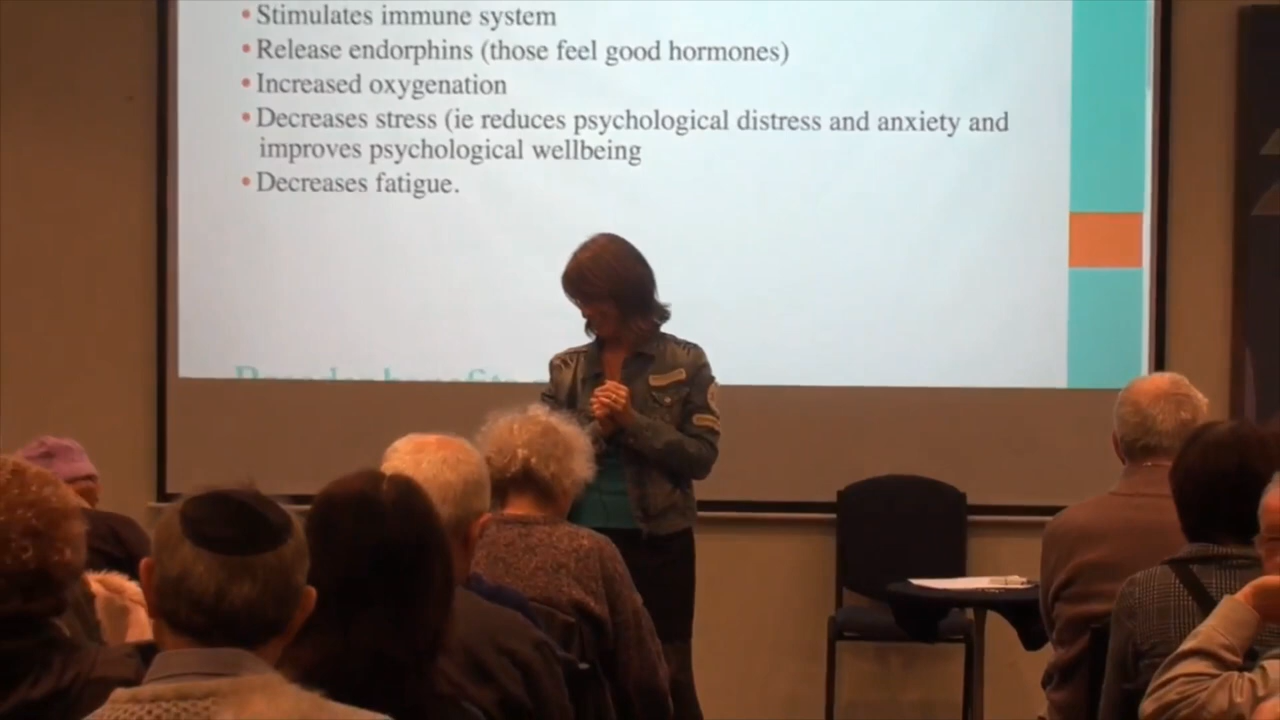 • Stimulates immune system
• Release endorphins (those feel good hormones)
• Increased oxygenation
• Decreases stress (ie reduces psychological distress and anxiety and
improves psychological wellbeing
• Decreases fatigue.